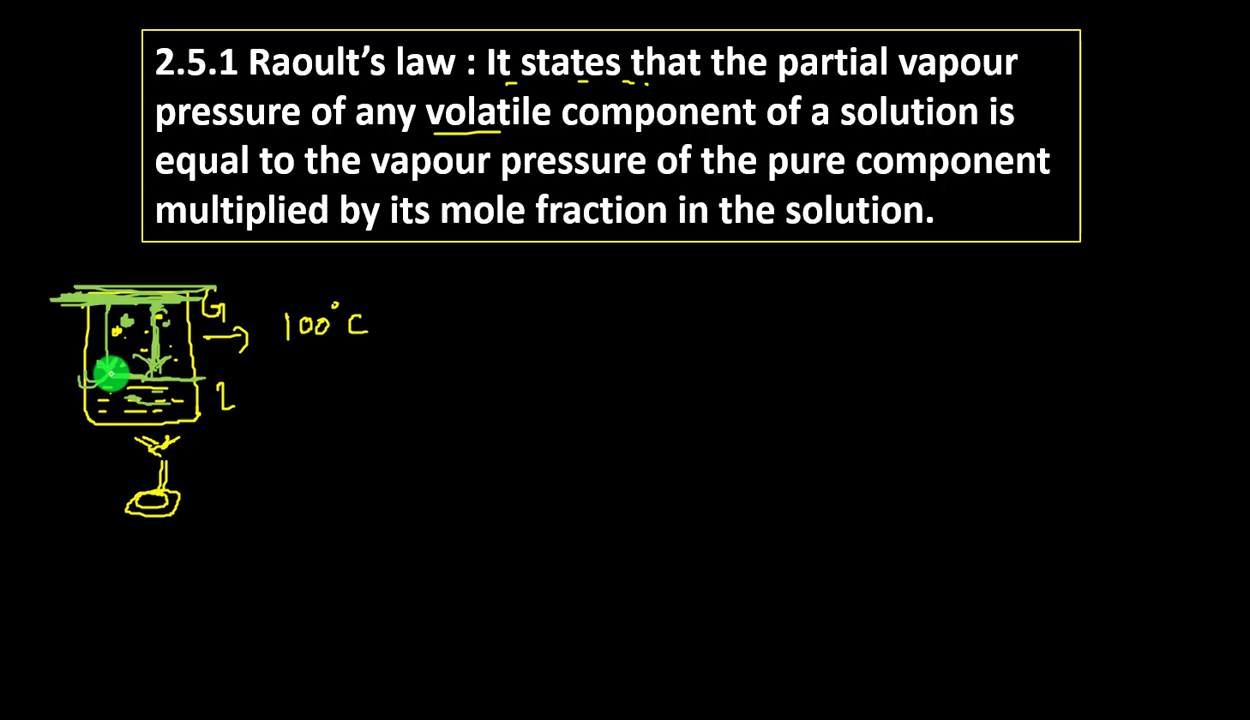 2.5.1 Raoult's law : It states that the partial vapour
pressure of any volatile component of a solution is
equal to the vapour pressure of the pure component
multiplied by its mole fraction in the solution.
G
100°C
L